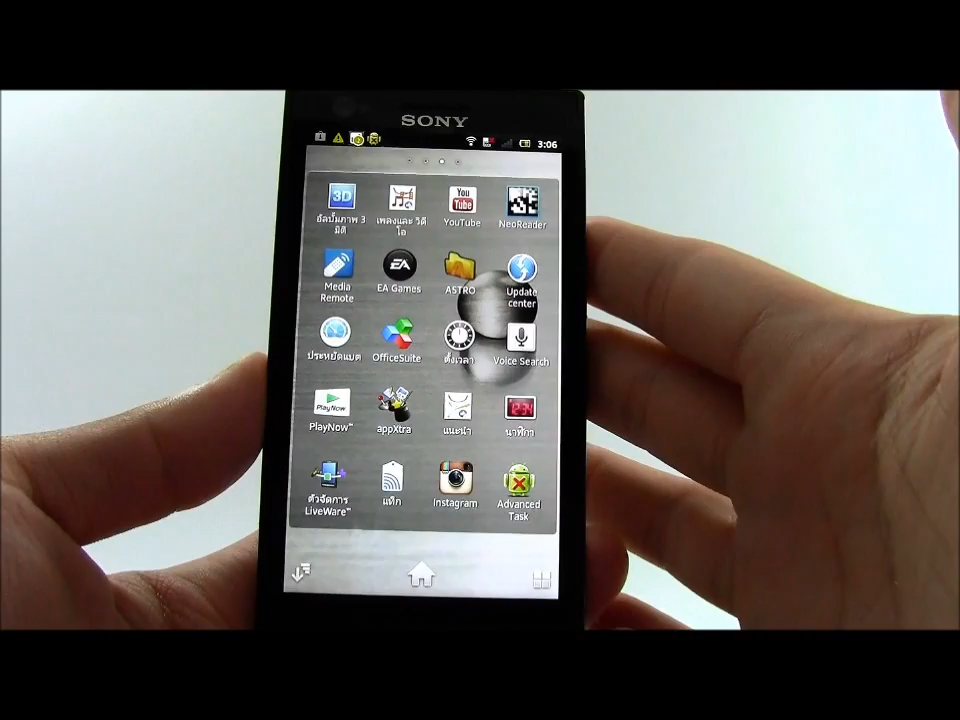 SONY
3:06
3D
You
Tube
อัลบั้มภาพ 3 เพลงและ วิดี YouTube NeoReader
มิติ โอ
EA
Media EA Games ASTRO Update
Remote center
ประหยัดแบต OfficeSuite ตั้งเวลา Voice Search
PlayNow 12:34
PlayNow™ appXtra แนะนำ นาฬิกา
ตัวจัดการ แท็ก Instagram Advanced
LiveWare™ Task